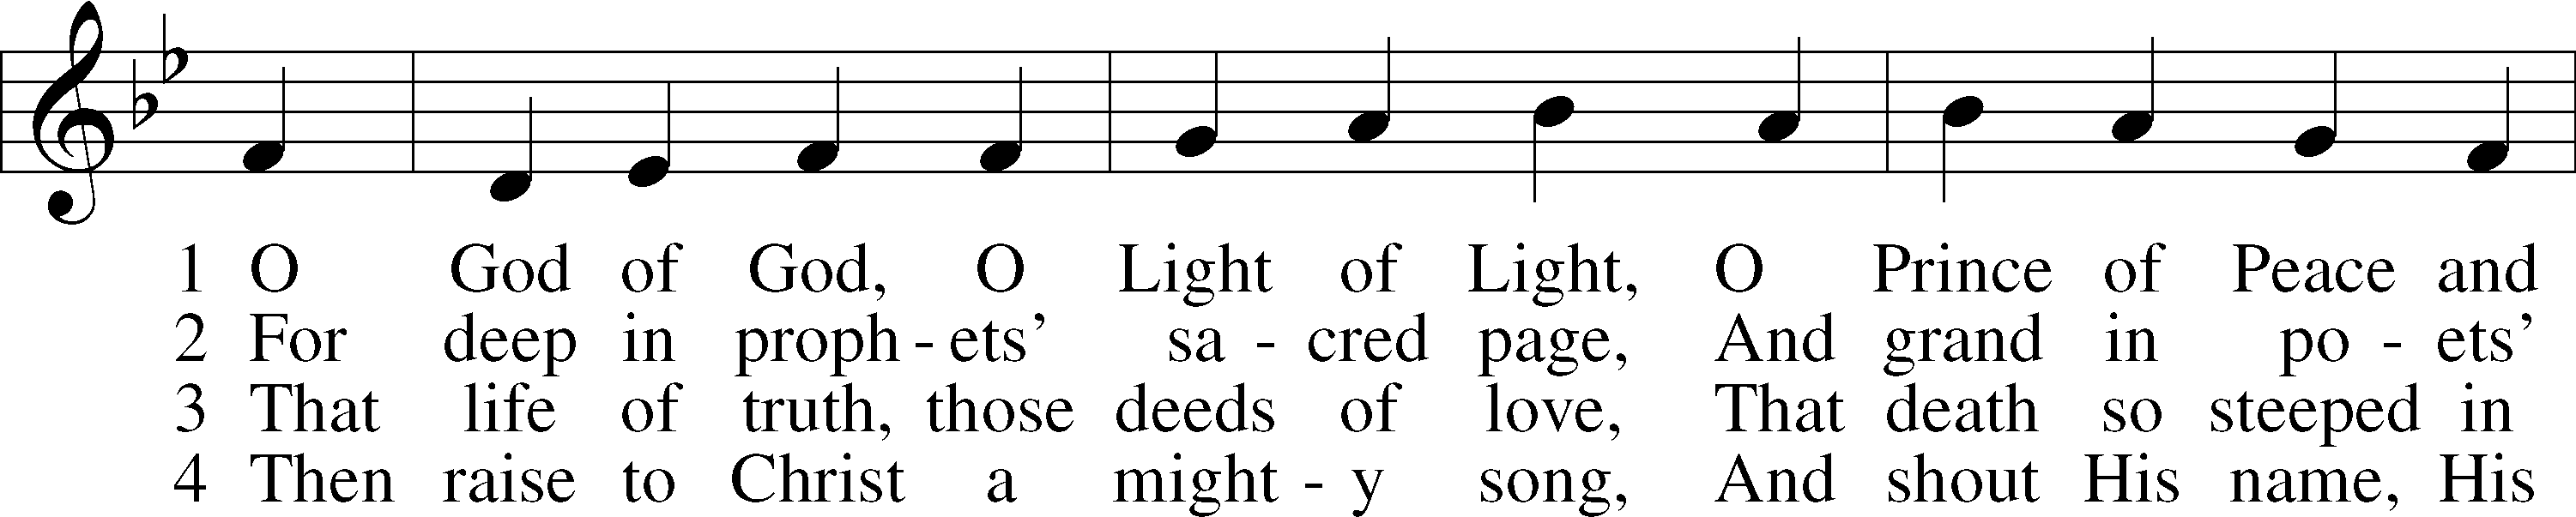 1 O God of God, O Light of Light, O Prince of Peace and
2 For deep in proph - ets’ sa - cred page, And grand in po - ets’
3 That life of truth, those deeds of love, That death so steeped in
4 Then raise to Christ a might - y song, And shout His name, His